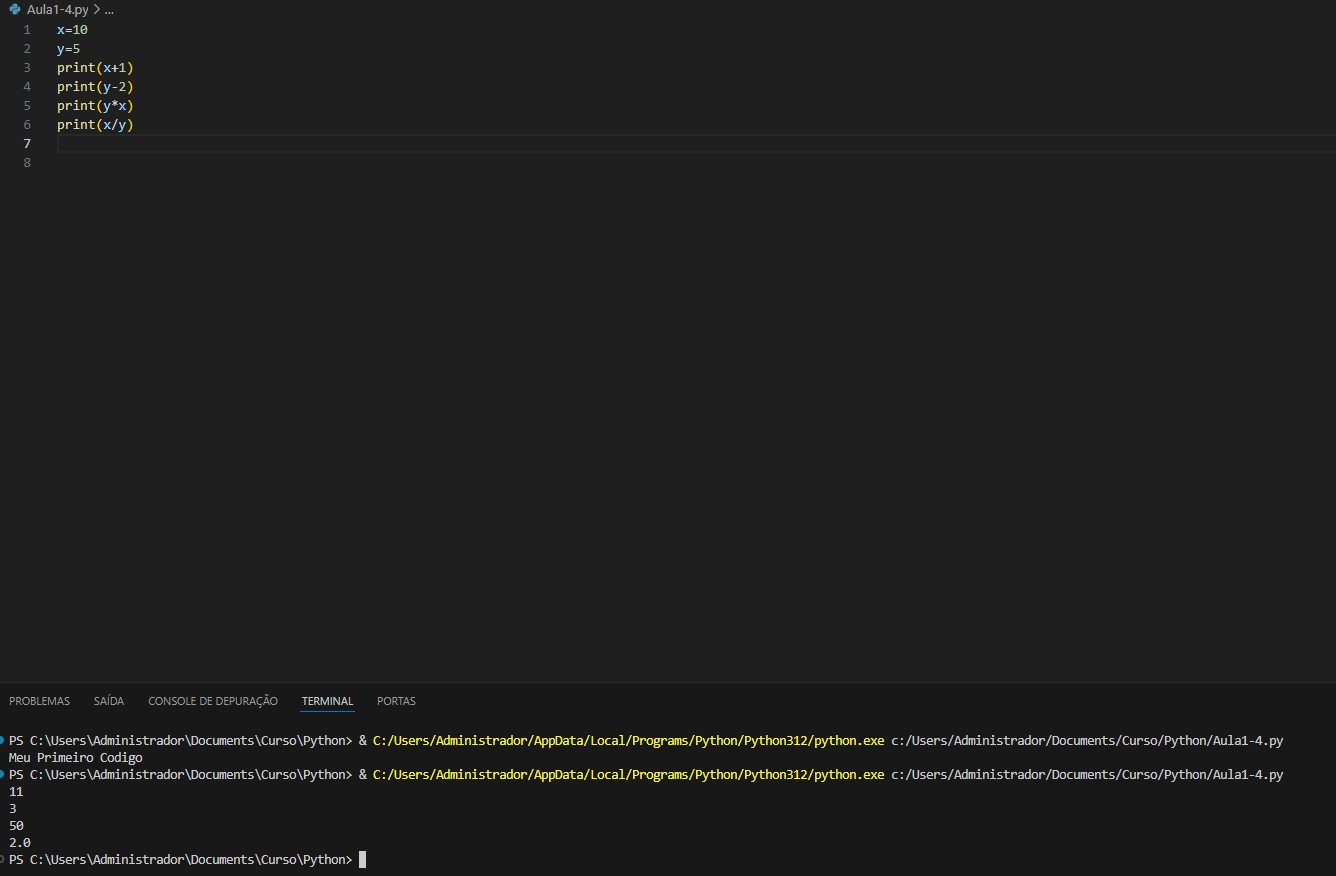 Aula1-4.py > ...
1 x=10
2 y=5
3 print(x+1)
4 print(y-2)
5 print(y*x)
6 print(x/y)
7
8
PROBLEMAS SAÍDA CONSOLE DE DEPURAÇÃO TERMINAL PORTAS
PS C:\Users\Administrador\Documents\Curso\Python> & C:/Users/Administrador/AppData/Local/Programs/Python/Python312/python.exe c:/Users/Administrador/Documents/Curso/Python/Aula1-4.py
Meu Primeiro Codigo
PS C:\Users\Administrador\Documents\Curso\Python> & C:/Users/Administrador/AppData/Local/Programs/Python/Python312/python.exe c:/Users/Administrador/Documents/Curso/Python/Aula1-4.py
11
3
50
2.0
PS C:\Users\Administrador\Documents\Curso\Python>